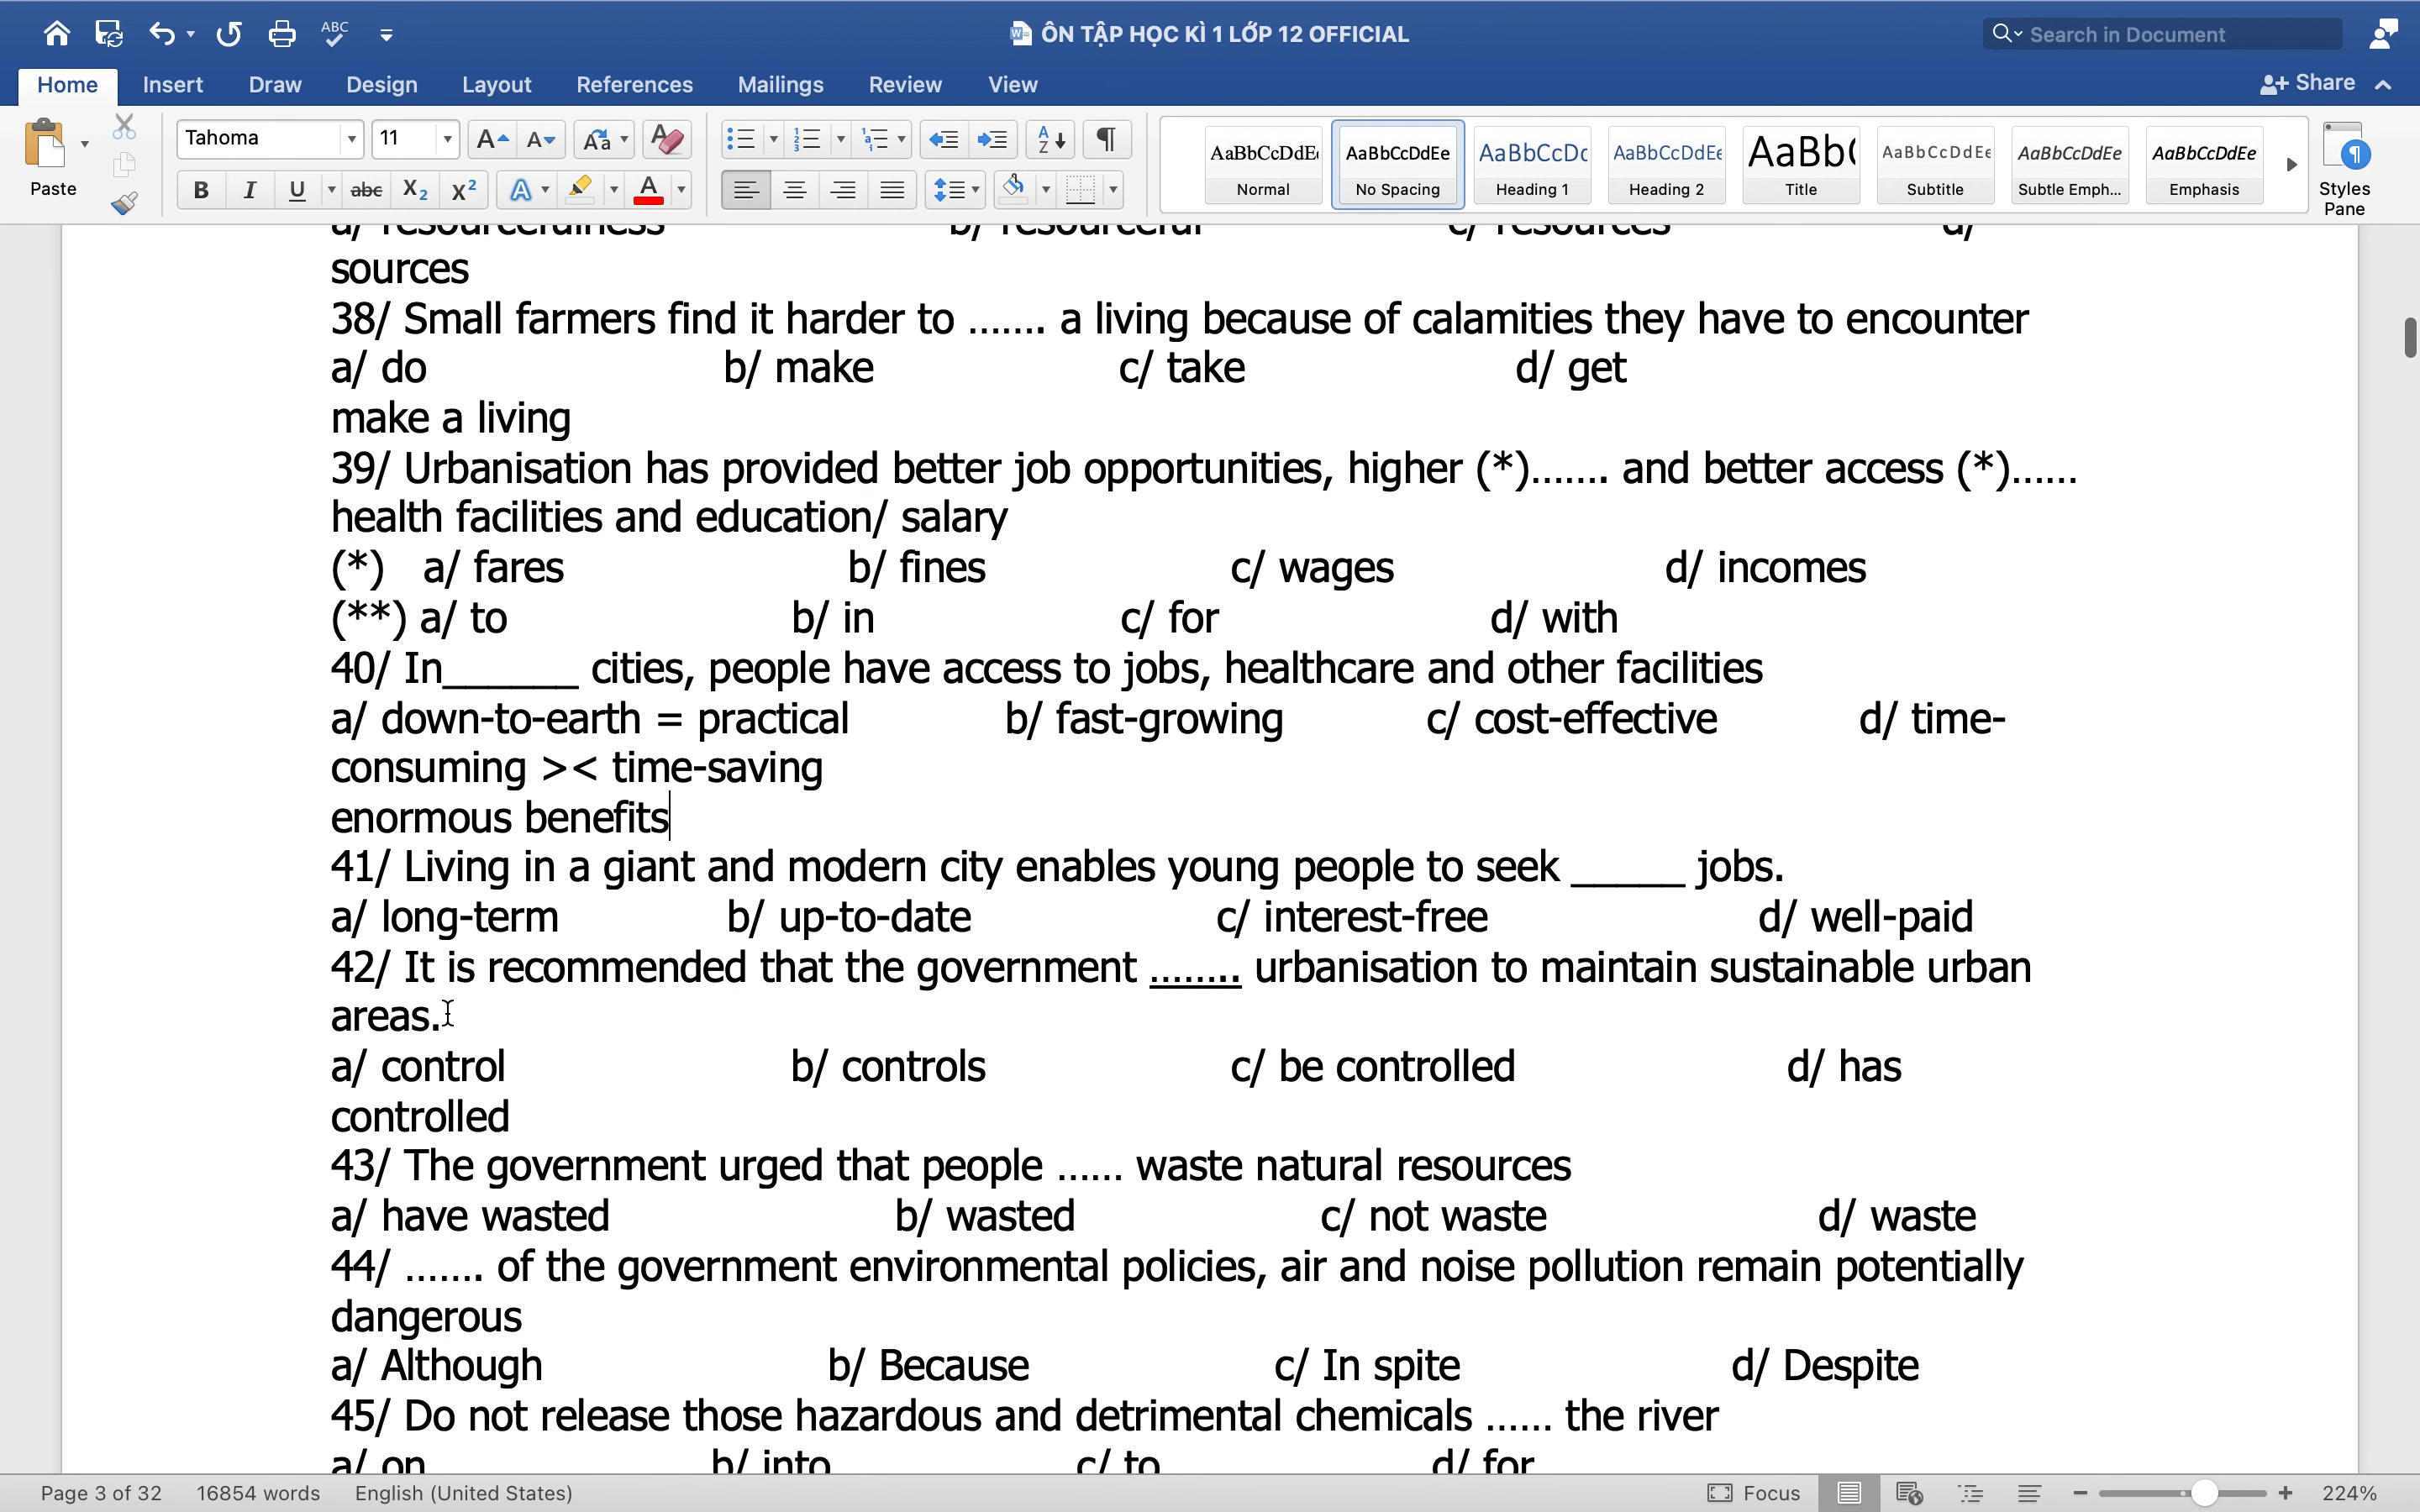 ABC
ÔN TẬP HỌC KÌ 1 LỚP 12 OFFICIAL
Search in Document
Home Insert Draw Design Layout References Mailings Review View Share
Paste Tahoma 11
AaBbCcDdEe Normal AaBbCcDdEe No Spacing AaBbCcDc Heading 1 AaBbCcDdEe Heading 2 AaBb( Title AaBbCcDdEe Subtitle AaBbCcDdEe Subtle Emph... AaBbCcDdEe Emphasis Styles Pane
a/ resourcefulness b/ resourceful c/ resources d/
sources
38/ Small farmers find it harder to ....... a living because of calamities they have to encounter
a/ do b/ make c/ take d/ get
make a living
39/ Urbanisation has provided better job opportunities, higher (*)....... and better access (*)......
health facilities and education/ salary
(*) a/ fares b/ fines c/ wages d/ incomes
(**) a/ to b/ in c/ for d/ with
40/ In______ cities, people have access to jobs, healthcare and other facilities
a/ down-to-earth = practical b/ fast-growing c/ cost-effective d/ time-
consuming >< time-saving
enormous benefits
41/ Living in a giant and modern city enables young people to seek _____ jobs.
a/ long-term b/ up-to-date c/ interest-free d/ well-paid
42/ It is recommended that the government ........ urbanisation to maintain sustainable urban
areas.
a/ control b/ controls c/ be controlled d/ has
controlled
43/ The government urged that people ...... waste natural resources
a/ have wasted b/ wasted c/ not waste d/ waste
44/ ....... of the government environmental policies, air and noise pollution remain potentially
dangerous
a/ Although b/ Because c/ In spite d/ Despite
45/ Do not release those hazardous and detrimental chemicals ...... the river
a/ on b/ into c/ to d/ for
Page 3 of 32 16854 words English (United States) Focus 224%